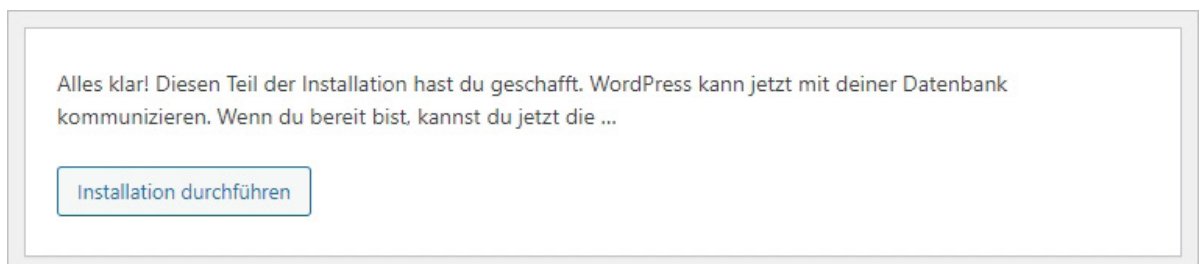 Alles klar! Diesen Teil der Installation hast du geschafft. WordPress kann jetzt mit deiner Datenbank
kommunizieren. Wenn du bereit bist, kannst du jetzt die …
Installation durchführen